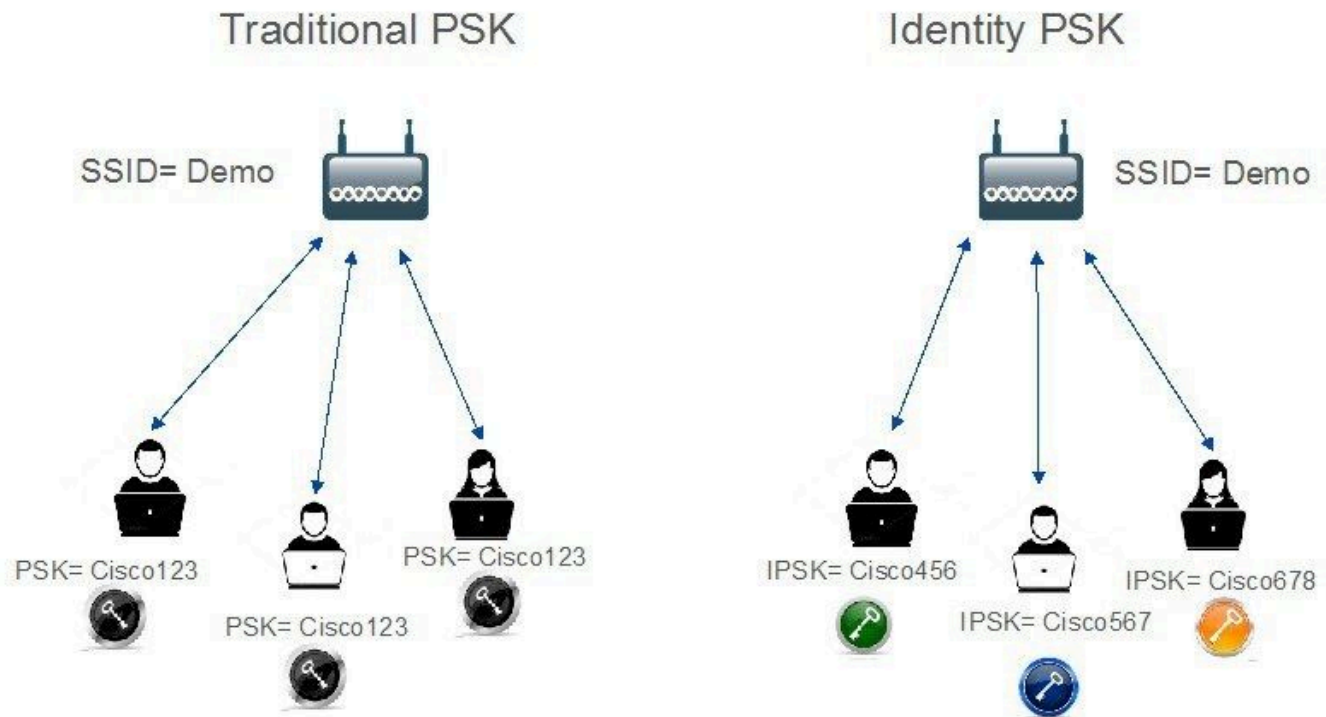 Traditional PSK
SSID= Demo
PSK= Cisco123
PSK= Cisco123
PSK= Cisco123
Identity PSK
SSID= Demo
IPSK= Cisco456
IPSK= Cisco567
IPSK= Cisco678